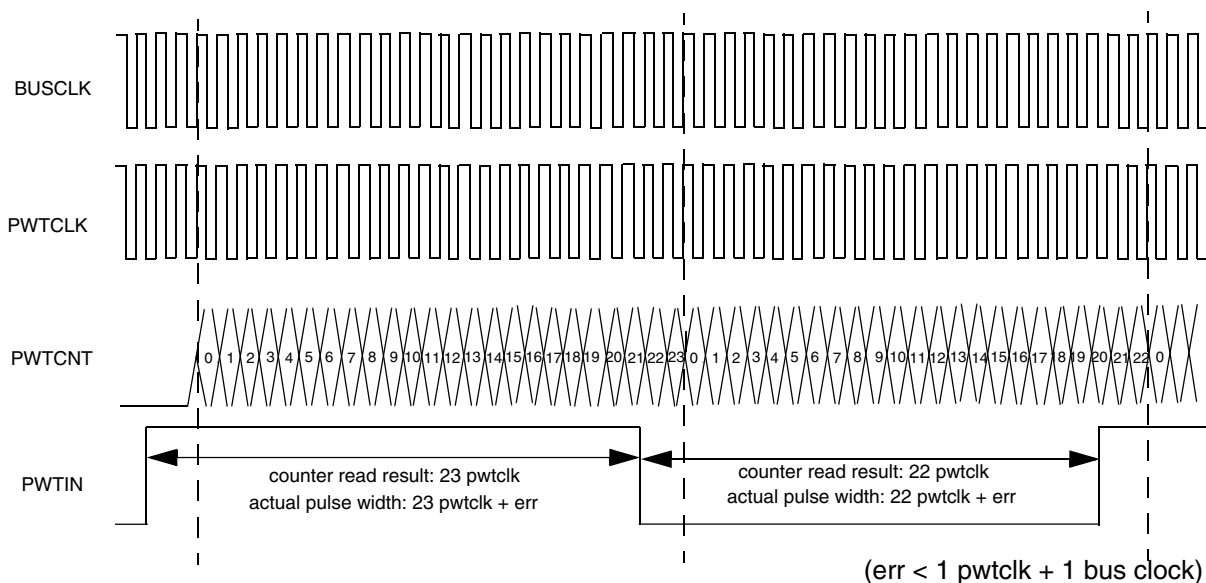 BUSCLK
PWTCLK
PWTCNT
0 1 2 3 4 5 6 7 8 9 10 11 12 13 14 15 16 17 18 19 20 21 22 23 0 1 2 3 4 5 6 7 8 9 10 11 12 13 14 15 16 17 18 19 20 21 22 0
PWTIN
counter read result: 23 pwtclk
actual pulse width: 23 pwtclk + err
counter read result: 22 pwtclk
actual pulse width: 22 pwtclk + err
(err < 1 pwtclk + 1 bus clock)